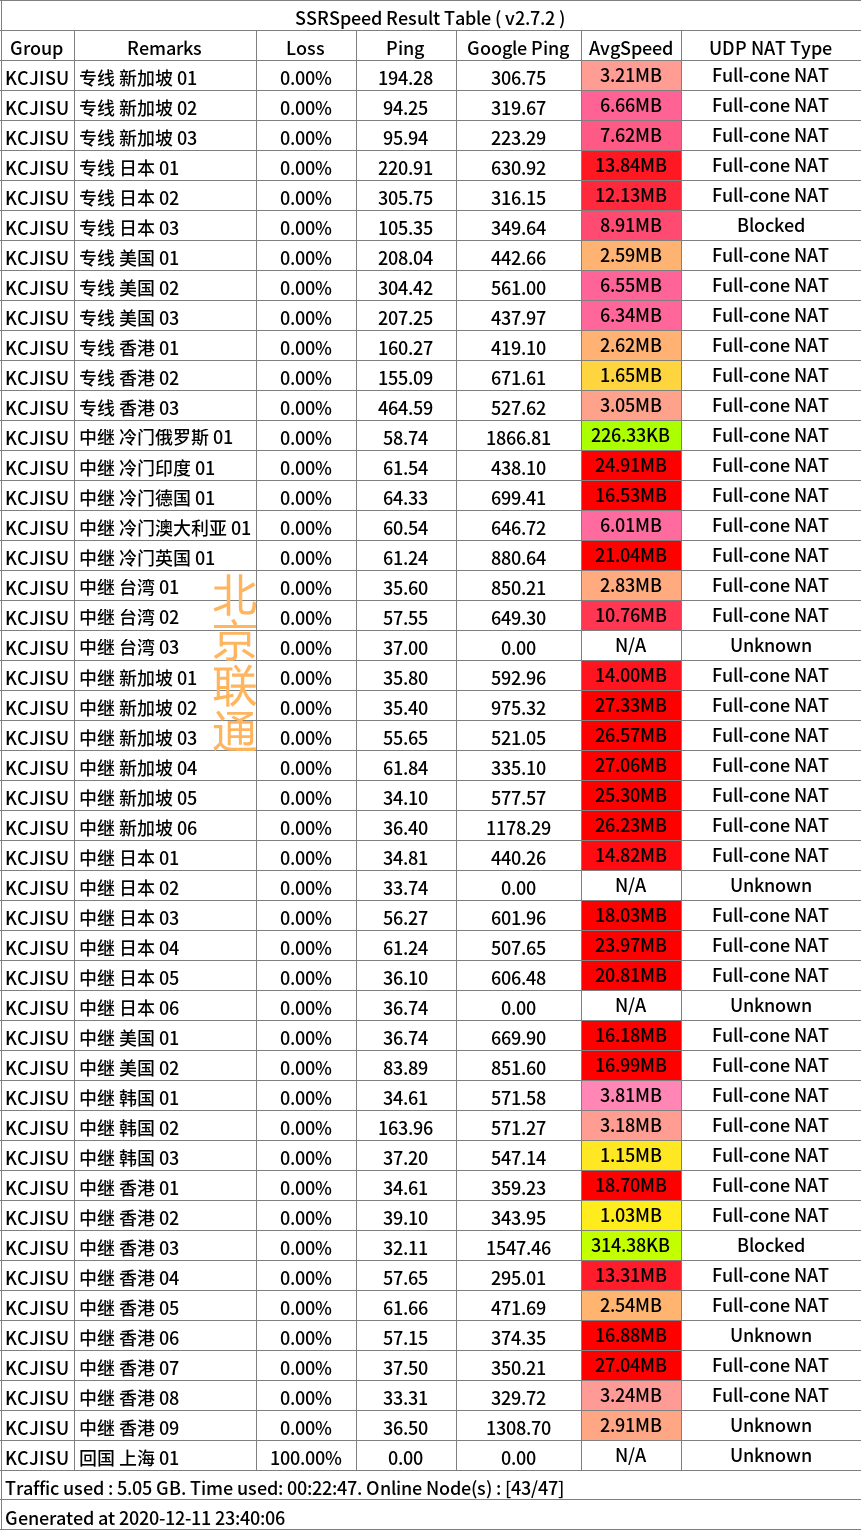 SSRSpeed Result Table ( v2.7.2 )
Group Remarks Loss Ping Google Ping AvgSpeed UDP NAT Type
KCJISU 专线 新加坡 01 0.00% 194.28 306.75 3.21MB Full-cone NAT
KCJISU 专线 新加坡 02 0.00% 94.25 319.67 6.66MB Full-cone NAT
KCJISU 专线 新加坡 03 0.00% 95.94 223.29 7.62MB Full-cone NAT
KCJISU 专线 日本 01 0.00% 220.91 630.92 13.84MB Full-cone NAT
KCJISU 专线 日本 02 0.00% 305.75 316.15 12.13MB Full-cone NAT
KCJISU 专线 日本 03 0.00% 105.35 349.64 8.91MB Blocked
KCJISU 专线 美国 01 0.00% 208.04 442.66 2.59MB Full-cone NAT
KCJISU 专线 美国 02 0.00% 304.42 561.00 6.55MB Full-cone NAT
KCJISU 专线 美国 03 0.00% 207.25 437.97 6.34MB Full-cone NAT
KCJISU 专线 香港 01 0.00% 160.27 419.10 2.62MB Full-cone NAT
KCJISU 专线 香港 02 0.00% 155.09 671.61 1.65MB Full-cone NAT
KCJISU 专线 香港 03 0.00% 464.59 527.62 3.05MB Full-cone NAT
KCJISU 中继 冷门俄罗斯 01 0.00% 58.74 1866.81 226.33KB Full-cone NAT
KCJISU 中继 冷门印度 01 0.00% 61.54 438.10 24.91MB Full-cone NAT
KCJISU 中继 冷门德国 01 0.00% 64.33 699.41 16.53MB Full-cone NAT
KCJISU 中继 冷门澳大利亚 01 0.00% 60.54 646.72 6.01MB Full-cone NAT
KCJISU 中继 冷门英国 01 0.00% 61.24 880.64 21.04MB Full-cone NAT
KCJISU 中继 台湾 01 0.00% 35.60 850.21 2.83MB Full-cone NAT
KCJISU 中继 台湾 02 0.00% 57.55 649.30 10.76MB Full-cone NAT
KCJISU 中继 台湾 03 0.00% 37.00 0.00 N/A Unknown
KCJISU 中继 新加坡 01 0.00% 35.80 592.96 14.00MB Full-cone NAT
KCJISU 中继 新加坡 02 0.00% 35.40 975.32 27.33MB Full-cone NAT
KCJISU 中继 新加坡 03 0.00% 55.65 521.05 26.57MB Full-cone NAT
KCJISU 中继 新加坡 04 0.00% 61.84 335.10 27.06MB Full-cone NAT
KCJISU 中继 新加坡 05 0.00% 34.10 577.57 25.30MB Full-cone NAT
KCJISU 中继 新加坡 06 0.00% 36.40 1178.29 26.23MB Full-cone NAT
KCJISU 中继 日本 01 0.00% 34.81 440.26 14.82MB Full-cone NAT
KCJISU 中继 日本 02 0.00% 33.74 0.00 N/A Unknown
KCJISU 中继 日本 03 0.00% 56.27 601.96 18.03MB Full-cone NAT
KCJISU 中继 日本 04 0.00% 61.24 507.65 23.97MB Full-cone NAT
KCJISU 中继 日本 05 0.00% 36.10 606.48 20.81MB Full-cone NAT
KCJISU 中继 日本 06 0.00% 36.74 0.00 N/A Unknown
KCJISU 中继 美国 01 0.00% 36.74 669.90 16.18MB Full-cone NAT
KCJISU 中继 美国 02 0.00% 83.89 851.60 16.99MB Full-cone NAT
KCJISU 中继 韩国 01 0.00% 34.61 571.58 3.81MB Full-cone NAT
KCJISU 中继 韩国 02 0.00% 163.96 571.27 3.18MB Full-cone NAT
KCJISU 中继 韩国 03 0.00% 37.20 547.14 1.15MB Full-cone NAT
KCJISU 中继 香港 01 0.00% 34.61 359.23 18.70MB Full-cone NAT
KCJISU 中继 香港 02 0.00% 39.10 343.95 1.03MB Full-cone NAT
KCJISU 中继 香港 03 0.00% 32.11 1547.46 314.38KB Blocked
KCJISU 中继 香港 04 0.00% 57.65 295.01 13.31MB Full-cone NAT
KCJISU 中继 香港 05 0.00% 61.66 471.69 2.54MB Full-cone NAT
KCJISU 中继 香港 06 0.00% 57.15 374.35 16.88MB Unknown
KCJISU 中继 香港 07 0.00% 37.50 350.21 27.04MB Full-cone NAT
KCJISU 中继 香港 08 0.00% 33.31 329.72 3.24MB Full-cone NAT
KCJISU 中继 香港 09 0.00% 36.50 1308.70 2.91MB Unknown
KCJISU 回国 上海 01 100.00% 0.00 0.00 N/A Unknown
Traffic used : 5.05 GB. Time used: 00:22:47. Online Node(s) : [43/47]
Generated at 2020-12-11 23:40:06
北京联通